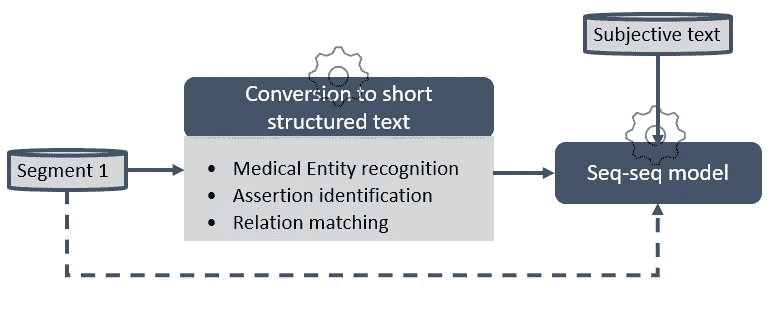 Subjective text
Conversion to short
structured text
Segment 1
• Medical Entity recognition
• Assertion identification
• Relation matching
Seq-seq model